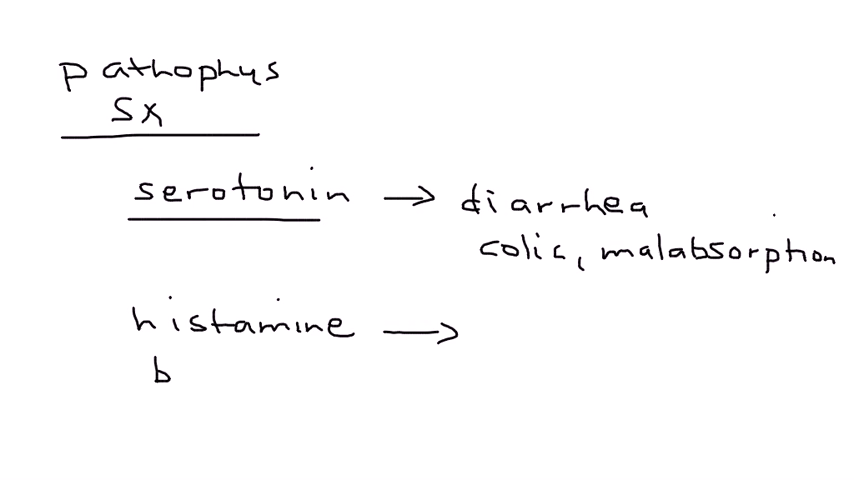 pathophys
Sx
serotonin → diarrhea
colic, malabsorption
histamine →
b